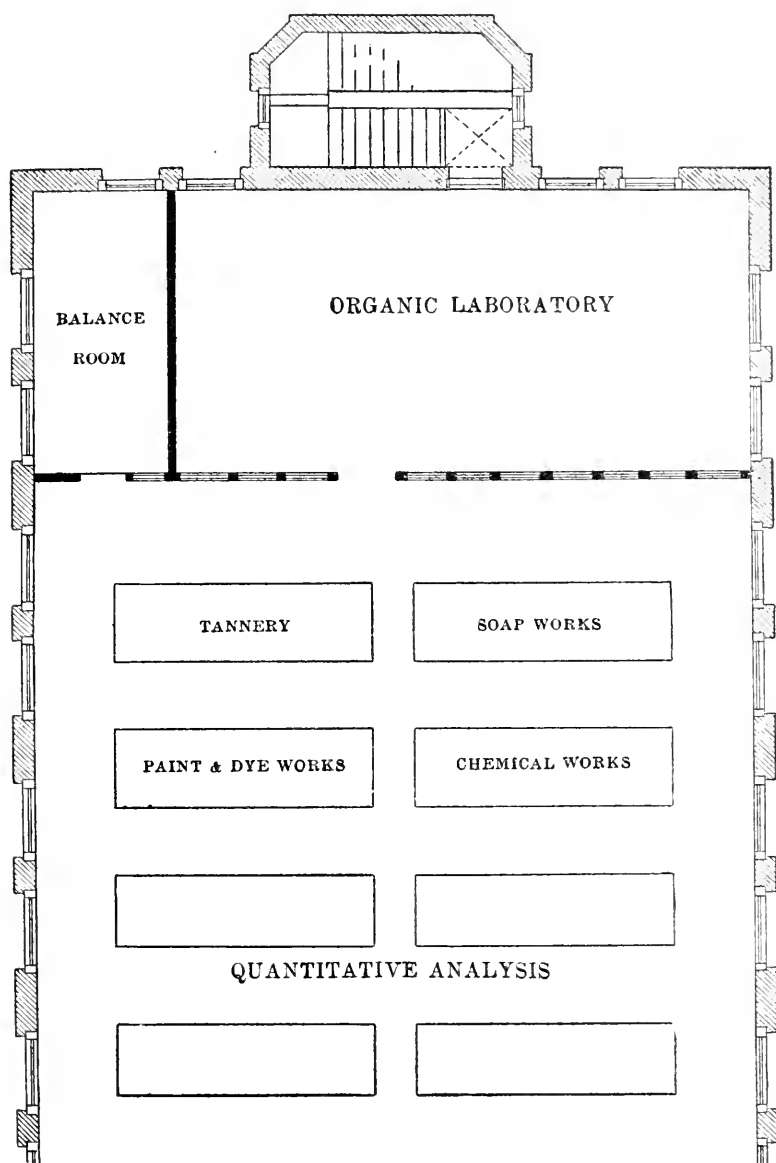 ORGANIC LABORATORY
BALANCE
ROOM
TANNERY
SOAP WORKS
PAINT & DYE WORKS
CHEMICAL WORKS
QUANTITATIVE ANALYSIS